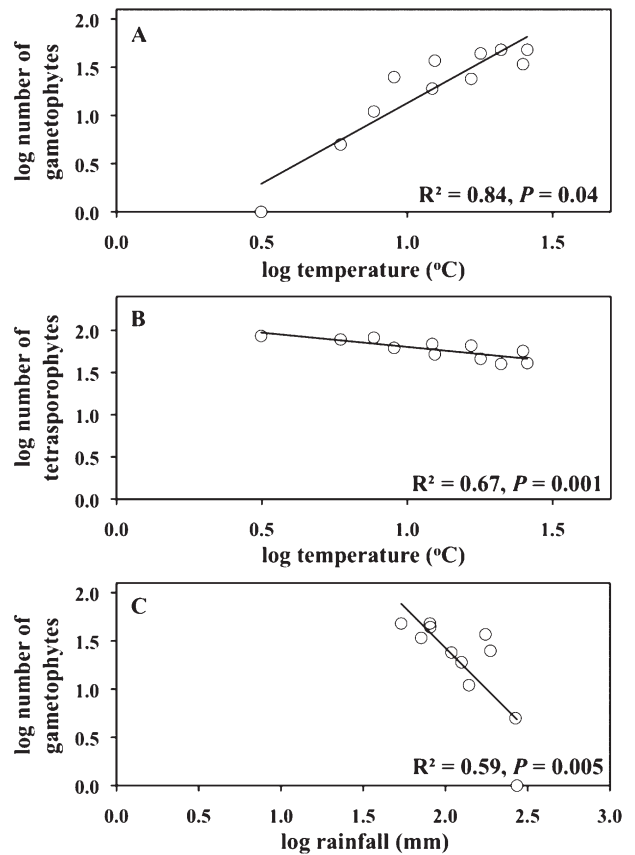 A
log number of
gametophytes
2.0
1.5
1.0
0.5
0.0
R² = 0.84, P = 0.04
0.0 0.5 1.0 1.5
log temperature (ºC)
B
log number of
tetrasporophytes
2.0
1.5
1.0
0.5
0.0
R² = 0.67, P = 0.001
0.0 0.5 1.0 1.5
log temperature (ºC)
C
log number of
gametophytes
2.0
1.5
1.0
0.5
0.0
R² = 0.59, P = 0.005
0.0 0.5 1.0 1.5 2.0 2.5 3.0
log rainfall (mm)